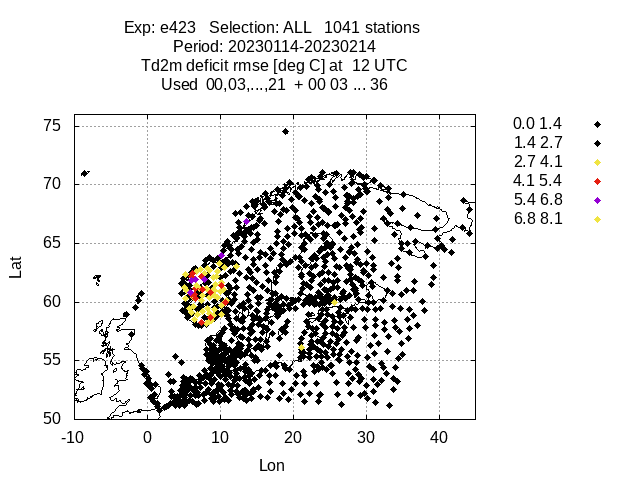 Exp: e423   Selection: ALL   1041 stations
Period: 20230114-20230214
Td2m deficit rmse [deg C] at  12 UTC
Used  00,03,...,21  + 00 03 ... 36
75
70
65
60
55
50
Lat
-10 0 10 20 30 40
Lon
0.0 1.4
1.4 2.7
2.7 4.1
4.1 5.4
5.4 6.8
6.8 8.1